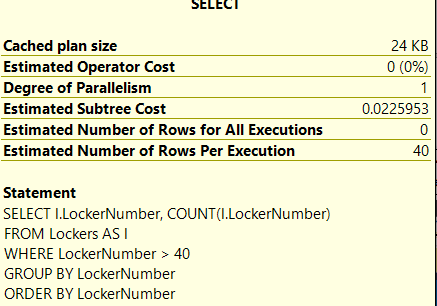 SELECT
Cached plan size 24 KB
Estimated Operator Cost 0 (0%)
Degree of Parallelism 1
Estimated Subtree Cost 0.0225953
Estimated Number of Rows for All Executions 0
Estimated Number of Rows Per Execution 40
Statement
SELECT l.LockerNumber, COUNT(l.LockerNumber)
FROM Lockers AS l
WHERE LockerNumber > 40
GROUP BY LockerNumber
ORDER BY LockerNumber